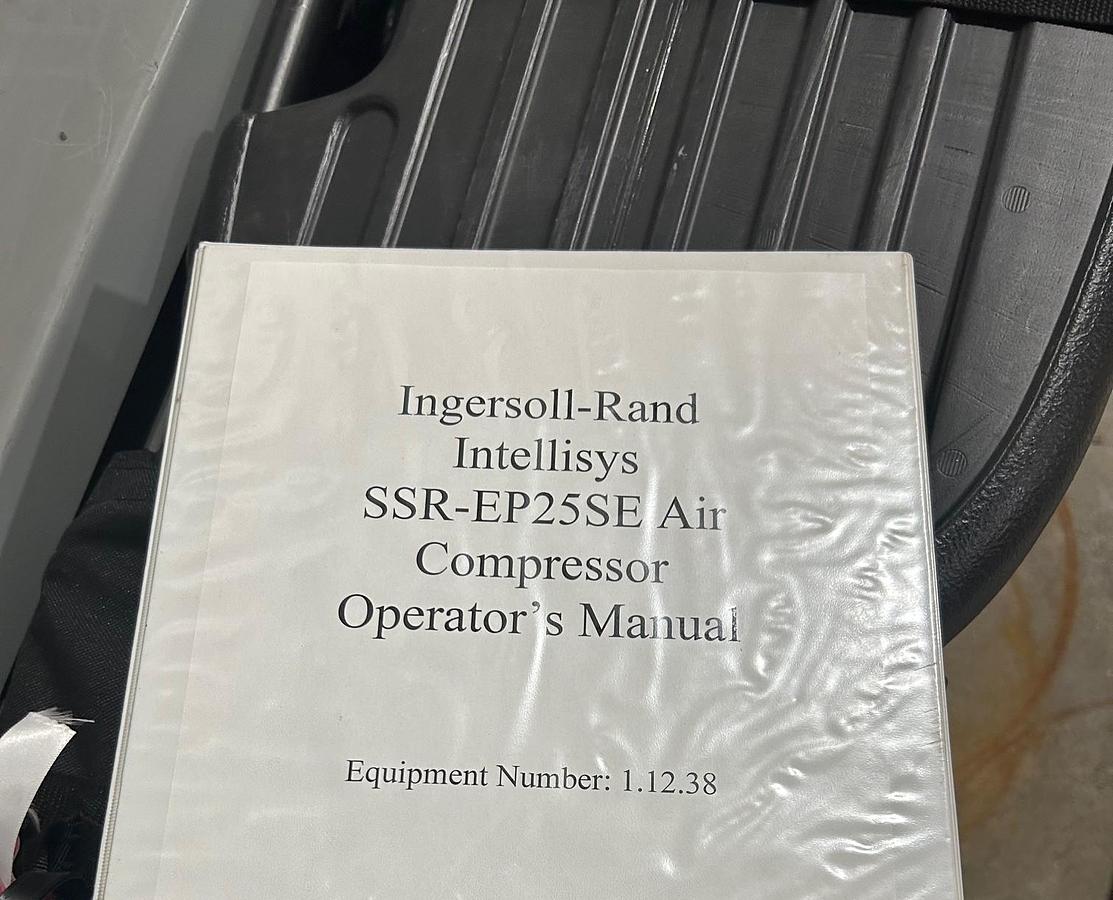 Ingersoll-Rand
Intellisys
SSR-EP25SE Air
Compressor
Operator’s Manual
Equipment Number: 1.12.38